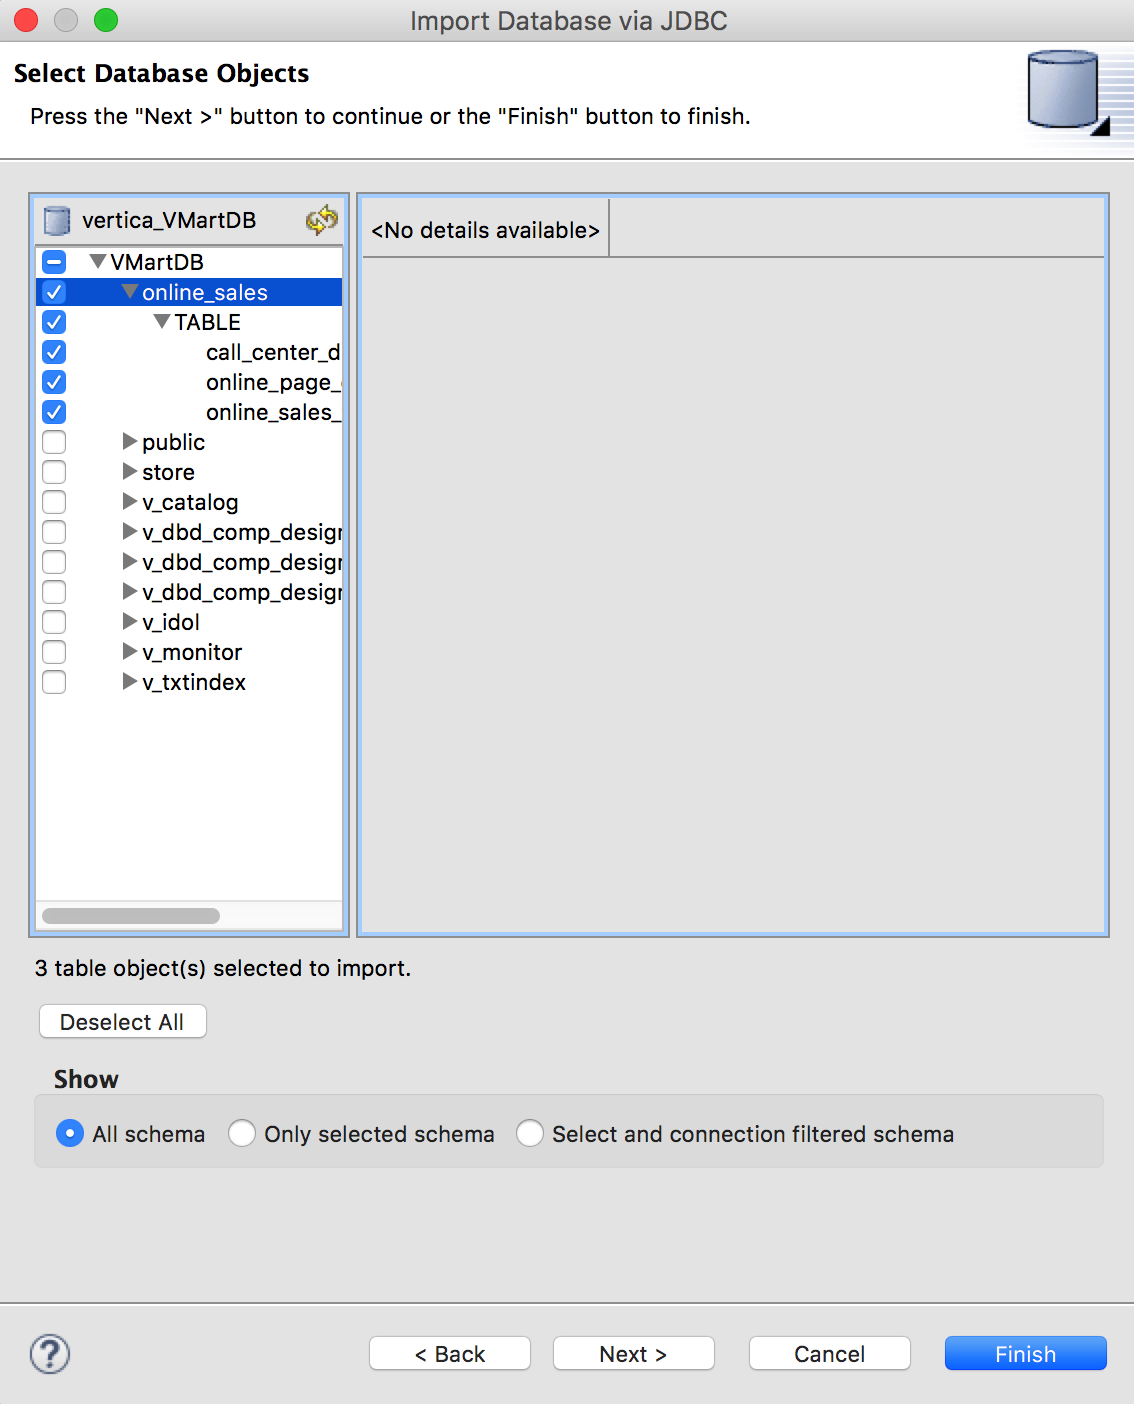 Import Database via JDBC
Select Database Objects
Press the "Next >" button to continue or the "Finish" button to finish.
vertica_VMartDB
<No details available>
VMartDB
online_sales
TABLE
call_center_d
online_page_
online_sales_
public
store
v_catalog
v_dbd_comp_desigr
v_dbd_comp_desigr
v_dbd_comp_desigr
v_idol
v_monitor
v_txtindex
3 table object(s) selected to import.
Deselect All
Show
All schema Only selected schema Select and connection filtered schema
? < Back Next > Cancel Finish